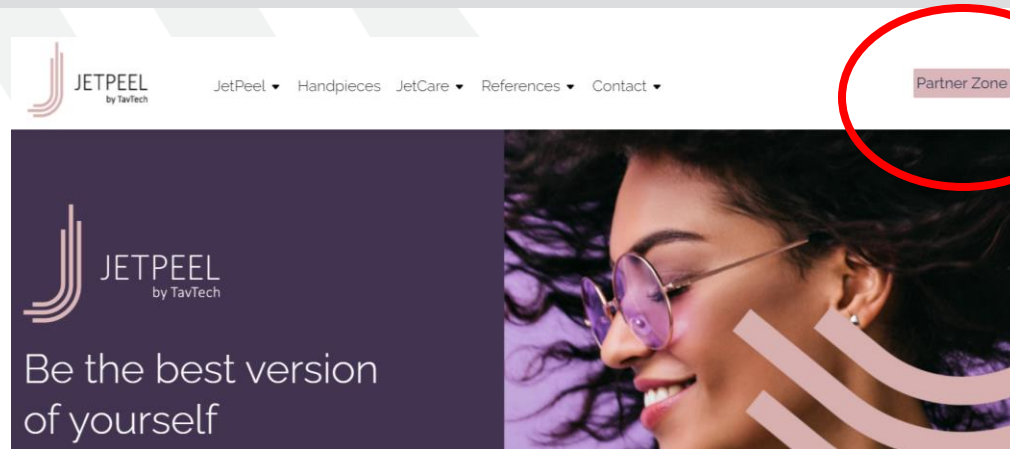 JETPEEL
by TavTech
JetPeel Handpieces JetCare References Contact
Partner Zone
JETPEEL
by TavTech
Be the best version
of yourself